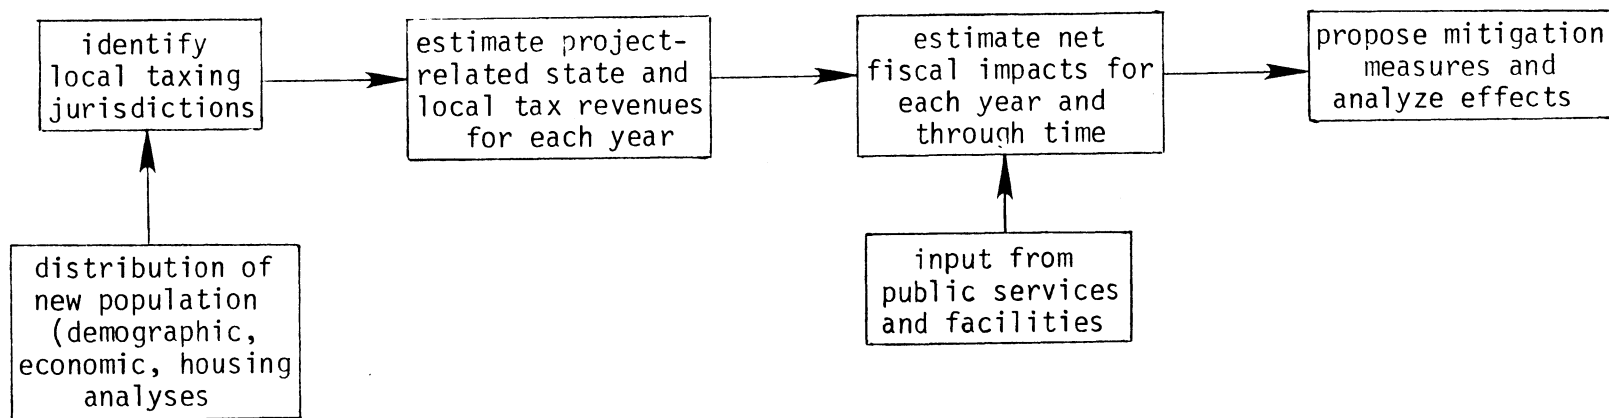 identify
local taxing
jurisdictions
estimate project-
related state and
local tax revenues
for each year
estimate net
fiscal impacts for
each year and
through time
propose mitigation
measures and
analyze effects
distribution of
new population
(demographic,
economic, housing
analyses
input from
public services
and facilities